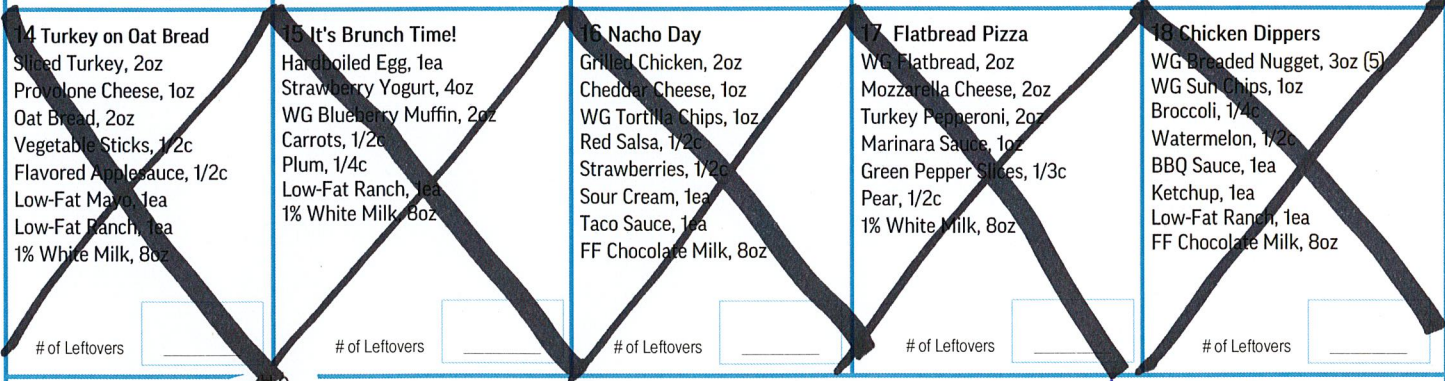 14 Turkey on Oat Bread
Sliced Turkey, 2oz
Provolone Cheese, 1oz
Oat Bread, 2oz
Vegetable Sticks, 1/2c
Flavored Applesauce, 1/2c
Low-Fat Mayo, 1ea
Low-Fat Ranch, 1ea
1% White Milk, 8oz
# of Leftovers
15 It's Brunch Time!
Hardboiled Egg, 1ea
Strawberry Yogurt, 4oz
WG Blueberry Muffin, 2oz
Carrots, 1/2c
Plum, 1/4c
Low-Fat Ranch, 1ea
1% White Milk, 8oz
# of Leftovers
16 Nacho Day
Grilled Chicken, 2oz
Cheddar Cheese, 1oz
WG Tortilla Chips, 1oz
Red Salsa, 1/2c
Strawberries, 1/2c
Sour Cream, 1ea
Taco Sauce, 1ea
FF Chocolate Milk, 8oz
# of Leftovers
17 Flatbread Pizza
WG Flatbread, 2oz
Mozzarella Cheese, 2oz
Turkey Pepperoni, 2oz
Marinara Sauce, 1oz
Green Pepper Slices, 1/3c
Pear, 1/2c
1% White Milk, 8oz
# of Leftovers
18 Chicken Dippers
WG Breaded Nugget, 3oz (5)
WG Sun Chips, 1oz
Broccoli, 1/4c
Watermelon, 1/2c
BBQ Sauce, 1ea
Ketchup, 1ea
Low-Fat Ranch, 1ea
FF Chocolate Milk, 8oz
# of Leftovers